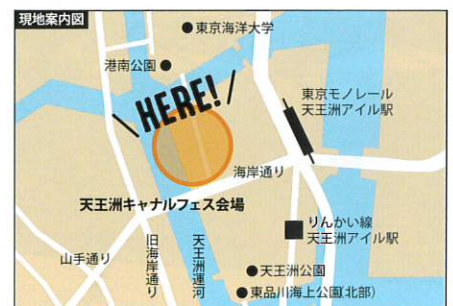 現地案内図
東京海洋大学
港南公園
HERE!
東京モノレール
天王洲アイル駅
海岸通り
天王洲キャナルフェス会場
りんかい線
天王洲アイル駅
山手通り
旧海岸通り
天王洲運河
天王洲公園
東品川海上公園(北部)